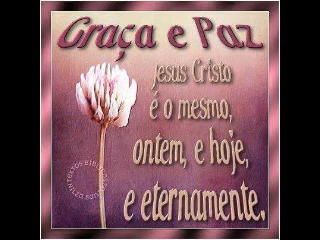 Graça e Paz
Jesus Cristo
é o mesmo,
ontem, e hoje,
e eternamente.